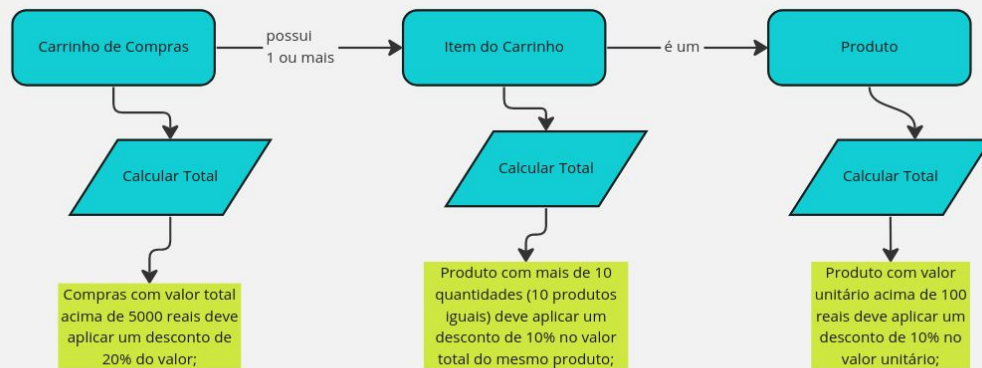 Carrinho de Compras
possui
1 ou mais
Item do Carrinho
é um
Produto
Calcular Total
Calcular Total
Calcular Total
Compras com valor total
acima de 5000 reais deve
aplicar um desconto de
20% do valor;
Produto com mais de 10
quantidades (10 produtos
iguais) deve aplicar um
desconto de 10% no valor
total do mesmo produto;
Produto com valor
unitário acima de 100
reais deve aplicar um
desconto de 10% no
valor unitário;